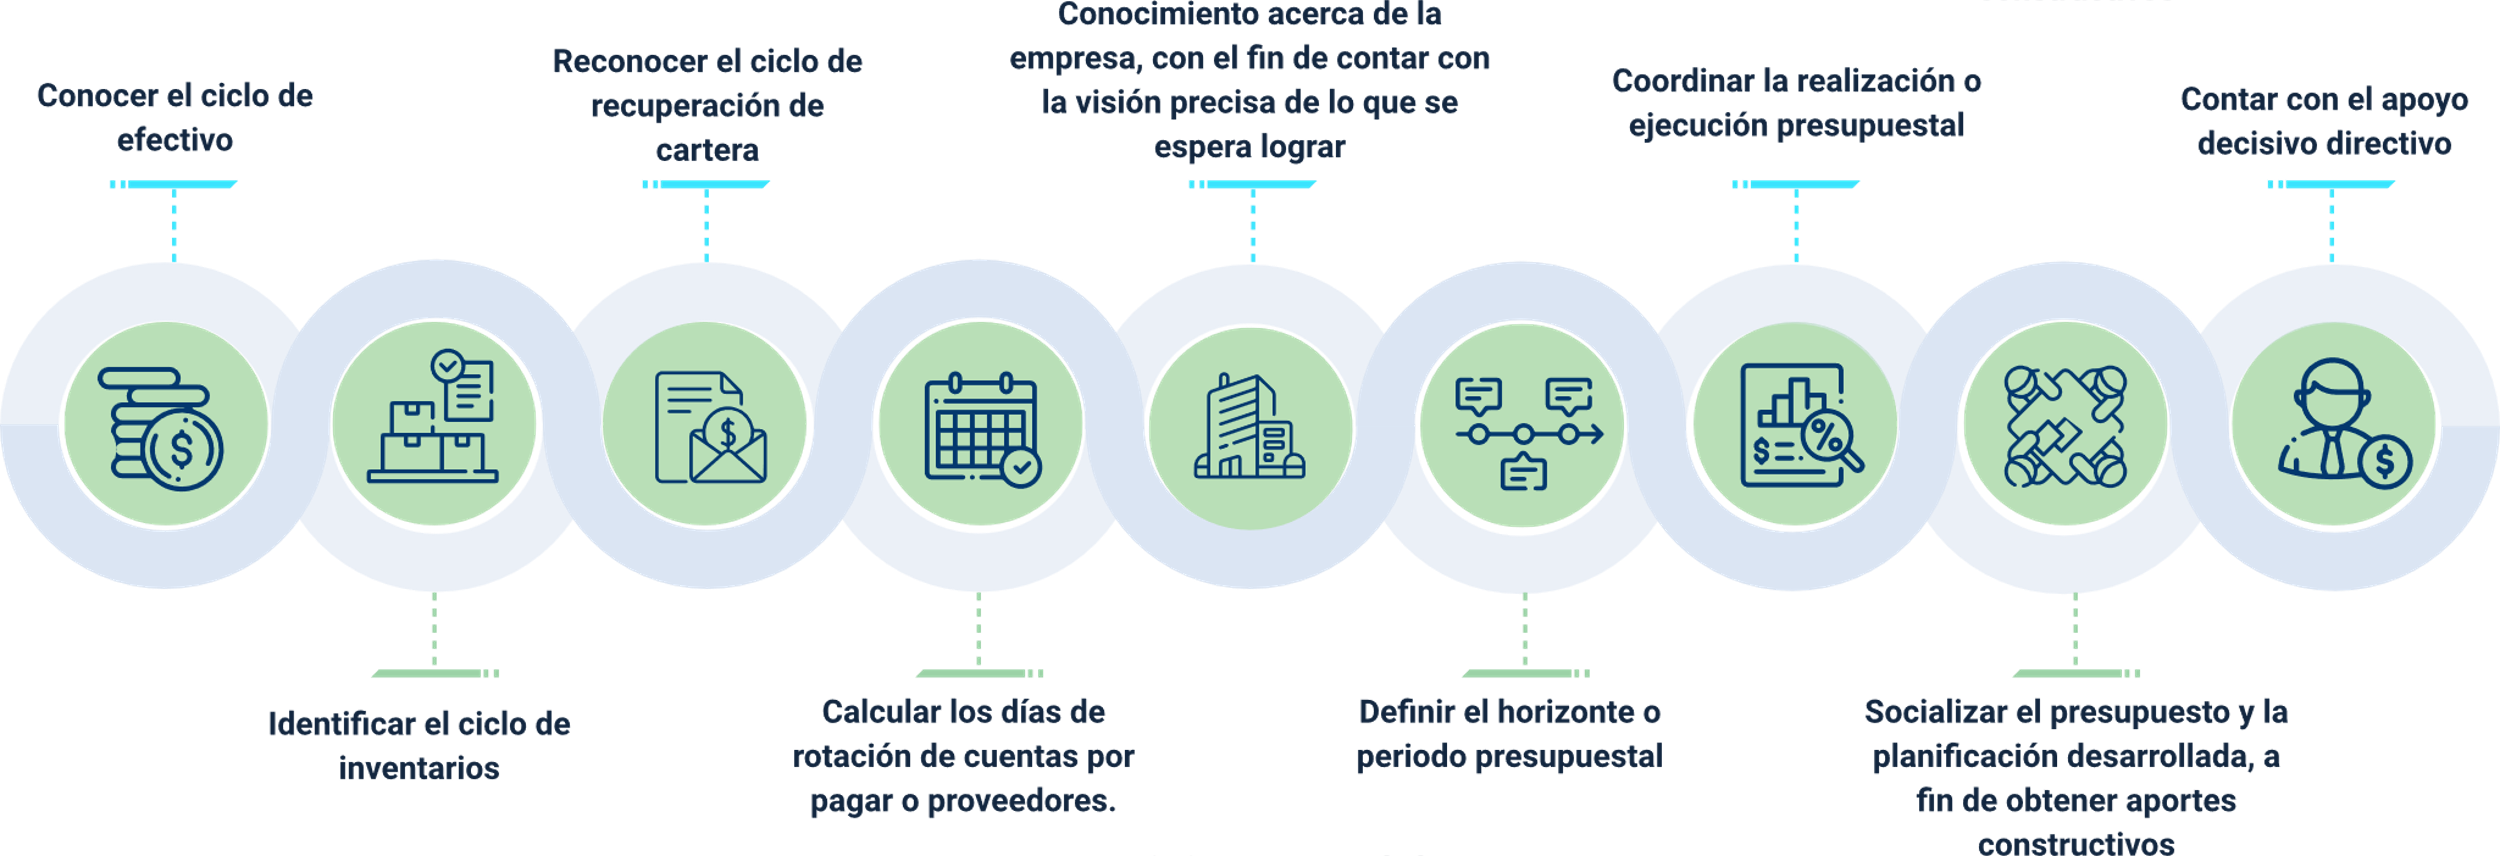 Conocer el ciclo de
efectivo
Identificar el ciclo de
inventarios
Reconocer el ciclo de
recuperación de
cartera
Calcular los días de
rotación de cuentas por
pagar o proveedores.
Conocimiento acerca de la
empresa, con el fin de contar con
la visión precisa de lo que se
espera lograr
Definir el horizonte o
periodo presupuestal
Coordinar la realización o
ejecución presupuestal
Socializar el presupuesto y la
planificación desarrollada, a
fin de obtener aportes
constructivos
Contar con el apoyo
decisivo directivo